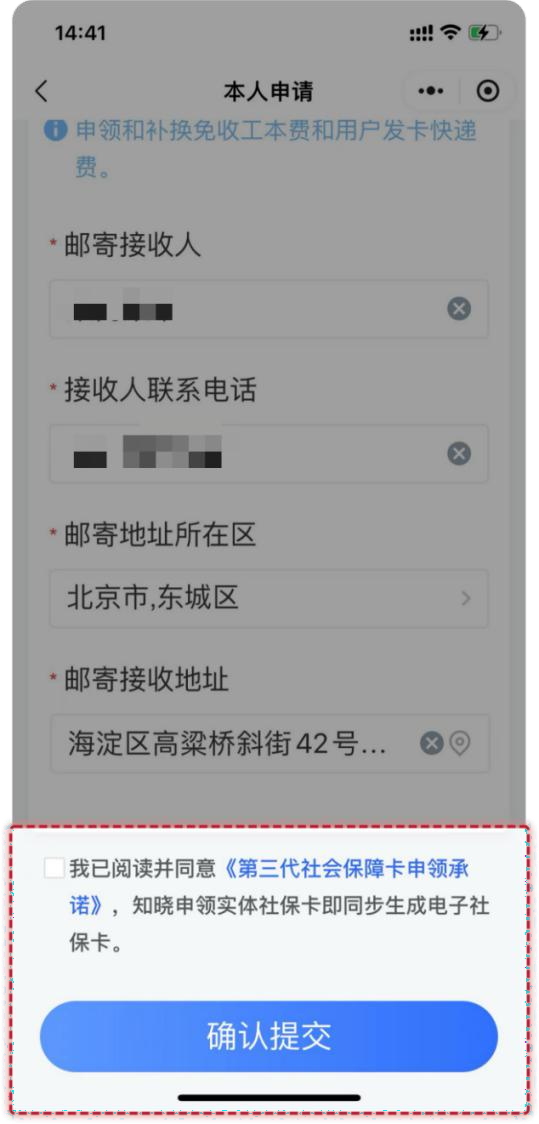 14:41
本人申请
申领和补换免收工本费和用户发卡快递
费。
* 邮寄接收人
* 接收人联系电话
* 邮寄地址所在区
北京市,东城区
* 邮寄接收地址
海淀区高粱桥斜街42号...
我已阅读并同意《第三代社会保障卡申领承
诺》，知晓申领实体社保卡即同步生成电子社
保卡。
确认提交